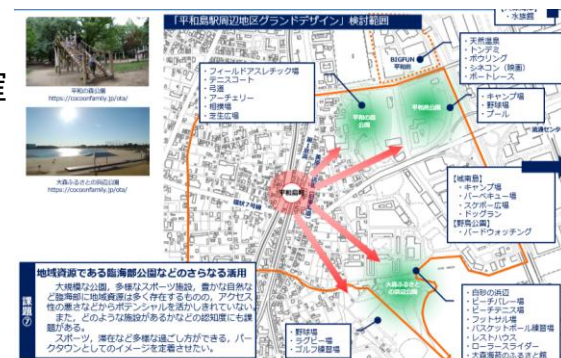 「平和島駅周辺地区グランドデザイン」検討範囲
・水族館
平和の森公園
https://cocoonfamily.jp/ota/
大森ふるさとの浜辺公園
https://cocoonfamily.jp/ota/
・フィールドアスレチック場
・テニスコート
・弓道
・アーチェリー
・相撲場
・芝生広場
BIGFUN
平和島
・天然温泉
・トンデミ
・ボウリング
・シネコン（映画）
・ボートレース
・キャンプ場
・野球場
・プール
平和の森
公園
平和島公園
流通センタ
平和島駅
環状7号線
【城南島】
・キャンプ場
・バーベキュー場
・スケボー広場
・ドッグラン
【野鳥公園】
・バードウォッチング
大森ふるさと
の浜辺公園
・白砂の浜辺
・ビーチバレー場
・ビーチテニス場
・フットサル場
・バスケットボール練習場
・レストハウス
・ローラースライダー
・大森海苔のふるさと館
・野球場
・ラグビー場
・ゴルフ練習場
課題⑦
地域資源である臨海部公園などのさらなる活用
大規模な公園，多様なスポーツ施設，豊かな自然な
ど臨海部に地域資源は多く存在するものの，アクセス
性の悪さなどからポテンシャルを活かしきれていない。
また，どのような施設があるかなどの認知度にも課
題がある。
スポーツ，滞在など多様な過ごし方ができる，パー
クタウンとしてのイメージを定着させたい。